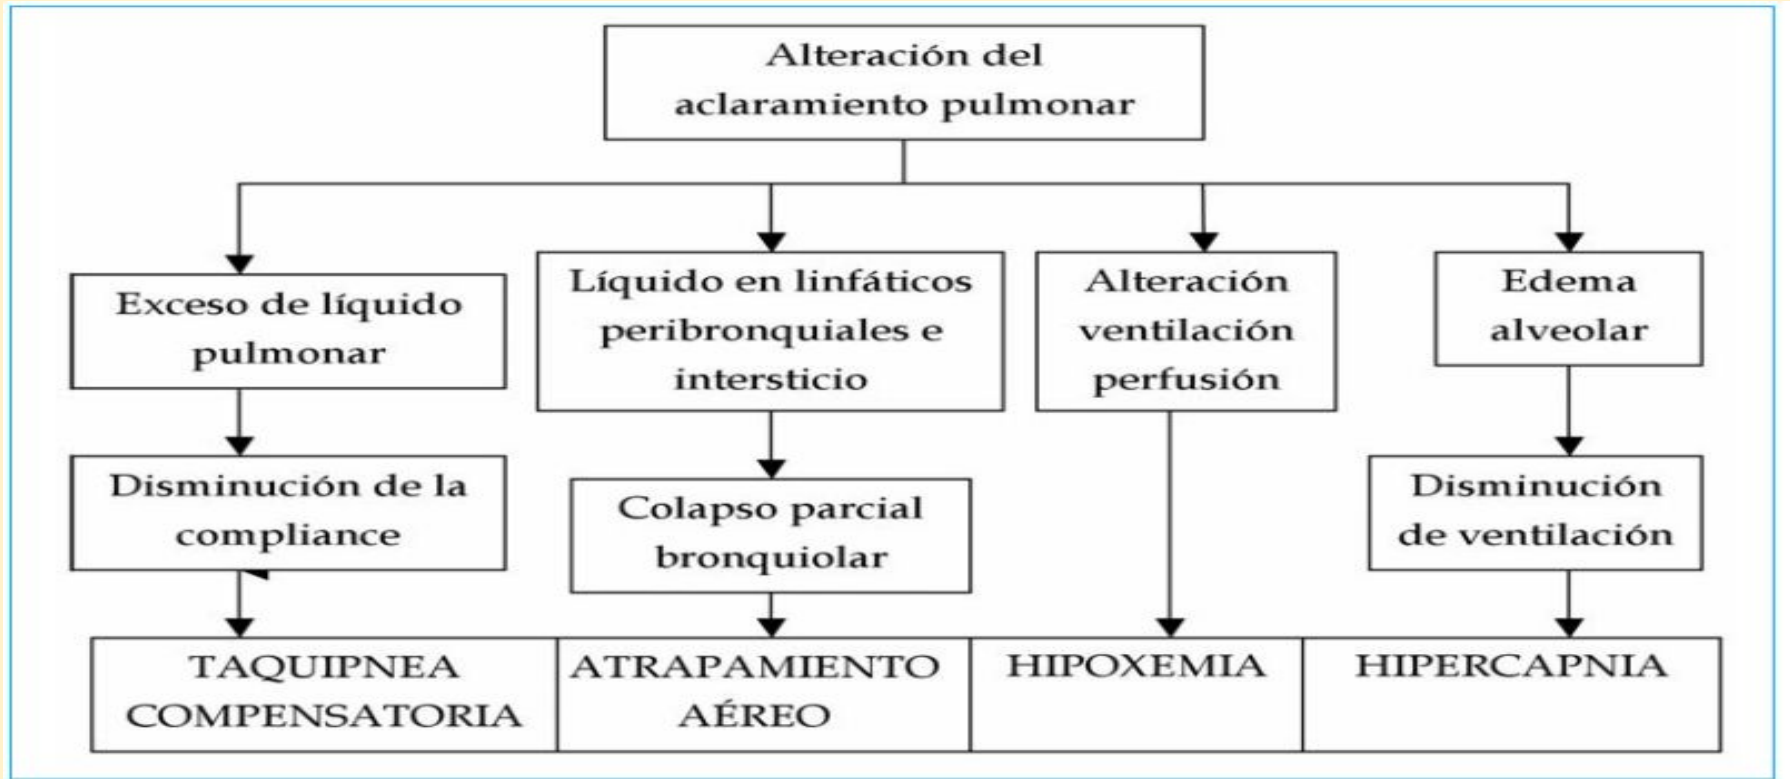 Alteración del
aclaramiento pulmonar
Exceso de líquido
pulmonar
Líquido en linfáticos
peribronquiales e
intersticio
Alteración
ventilación
perfusión
Edema
alveolar
Disminución de la
compliance
Colapso parcial
bronquiolar
Disminución
de ventilación
TAQUIPNEA
COMPENSATORIA
ATRAPAMIENTO
AÉREO
HIPOXEMIA
HIPERCAPNIA